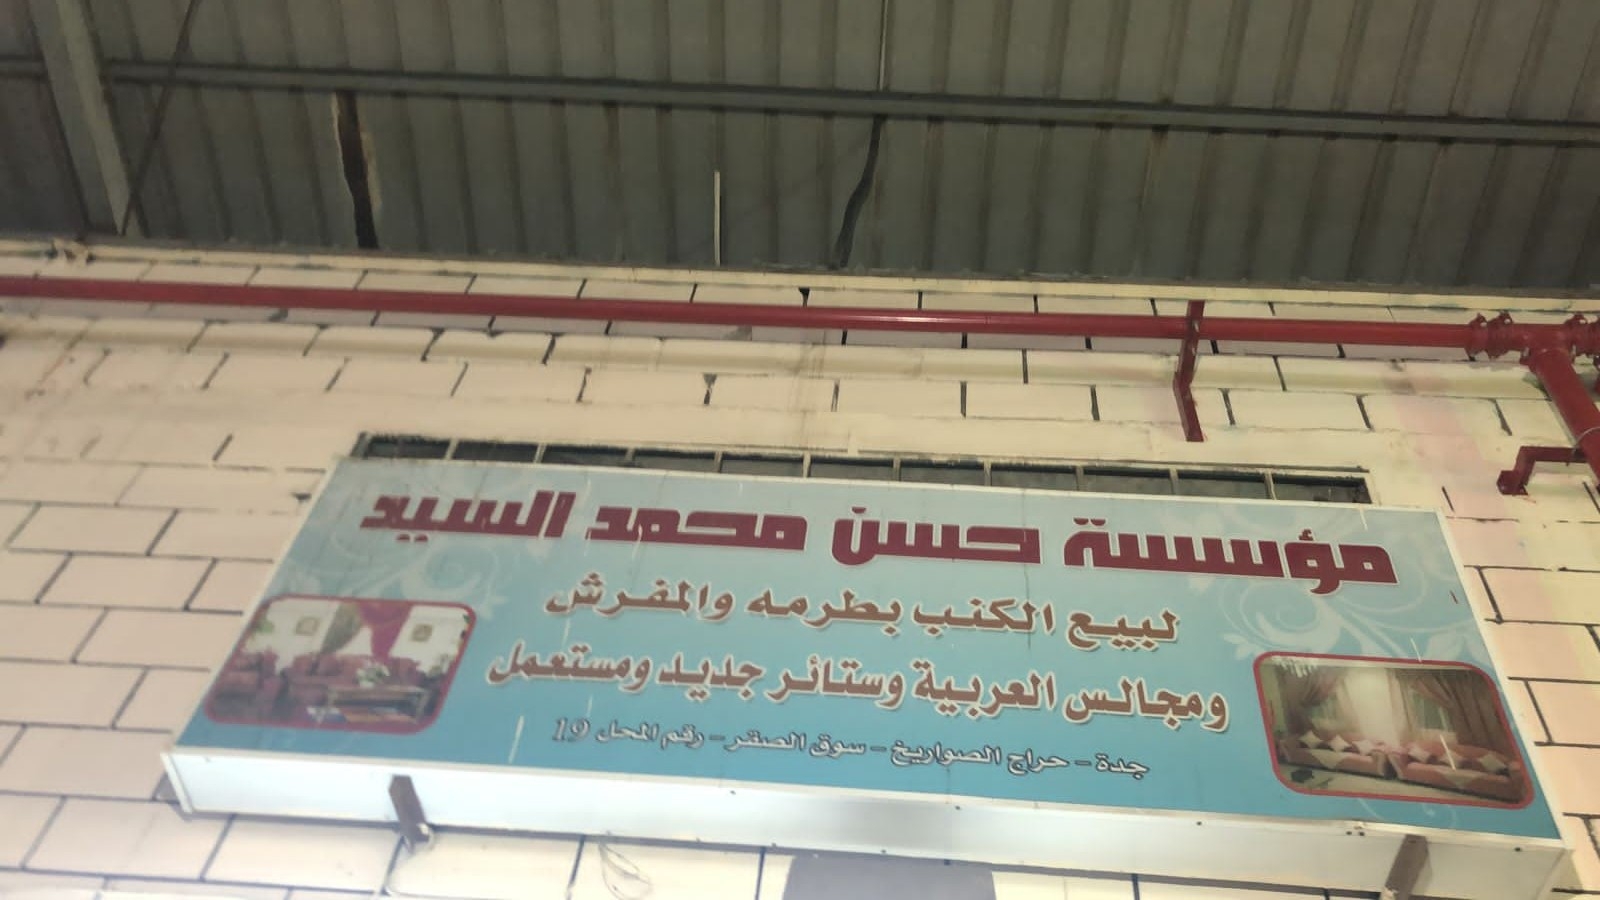 مؤسسة حسن محمد السيد
لبيع الكنب بطرمه والمفرش
ومجالس العربية وستائر جديد ومستعمل
جدة - حراج الصواريخ - سوق الصقر - رقم المحل 19